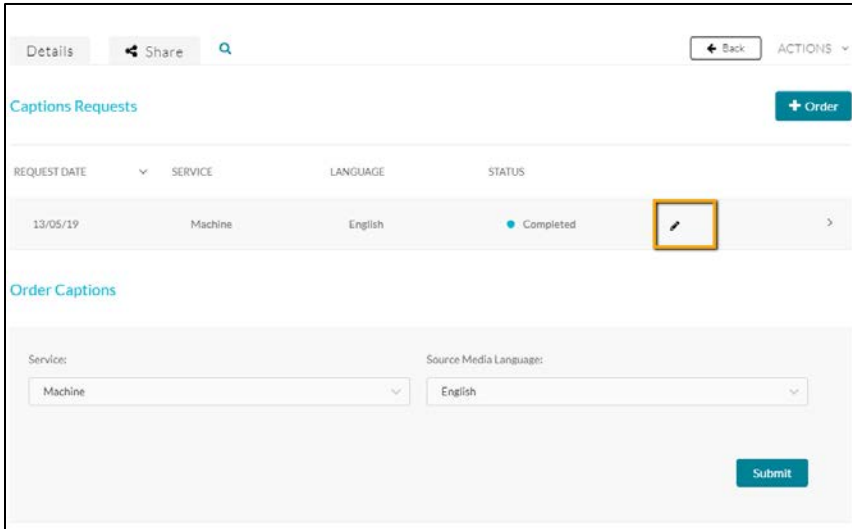 Details Share Back ACTIONS
Captions Requests + Order
REQUEST DATE SERVICE LANGUAGE STATUS
13/05/19 Machine English Completed
Order Captions
Service: Source Media Language:
Machine English
Submit